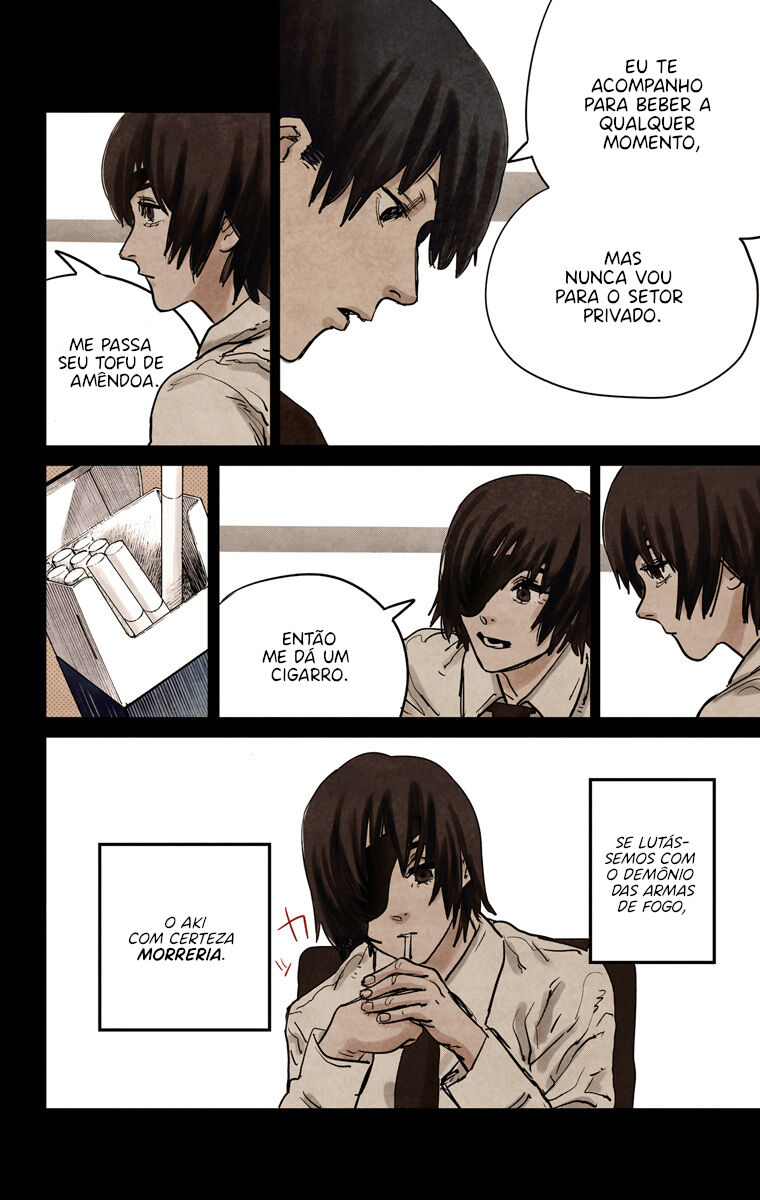 EU TE
ACOMPANHO
PARA BEBER A
QUALQUER
MOMENTO,
MAS
NUNCA VOU
PARA O SETOR
PRIVADO.
ME PASSA
SEU TOFU DE
AMÊNDOA.
ENTÃO
ME DÁ UM
CIGARRO.
SE LUTÁS-
SEMOS COM
O DEMÔNIO
DAS ARMAS
DE FOGO,
カ
O AKI
COM CERTEZA
MORRERIA.